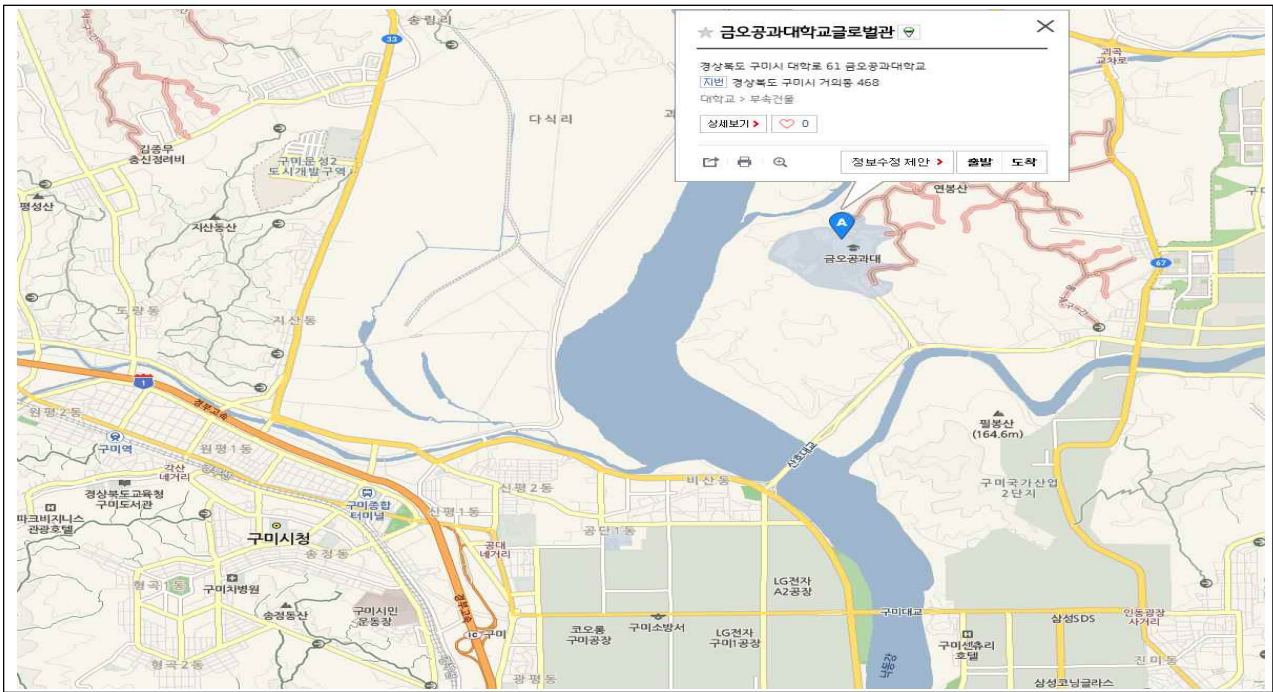 송림리
33
금오공과대학교글로벌관
경상북도 구미시 대학로 61 금오공과대학교
지번 경상북도 구미시 거의동 468
대학교 > 부속건물
상세보기 >
0
정보수정 제안 >
출발
도착
괴곡
교차로
다식리
괴
김종무
충신정려비
구미문성2
도시개발구역
평성산
지산동산
연봉산
A
금오공과대
67
도량동
지산동
1
경부고속
원평2동
구미역
원평1동
각산
네거리
경상북도교육청
구미도서관
파크비지니스
관광호텔
구미시청
송정동
구미종합
터미널
신평1동
신평2동
비산동
산호대교
필봉산
(164.6m)
구미국가산업
2단지
공단1동
공대
네거리
형곡1동
구미차병원
송정동산
구미시민
운동장
경부고속
IC 구미
코오롱
구미공장
구미소방서
LG전자
A2공장
LG전자
구미1공장
구미대교
삼성SDS
인동광장
사거리
구미센츄리
호텔
낙동강
진미동
형곡2동
광평동
삼성코닝글라스